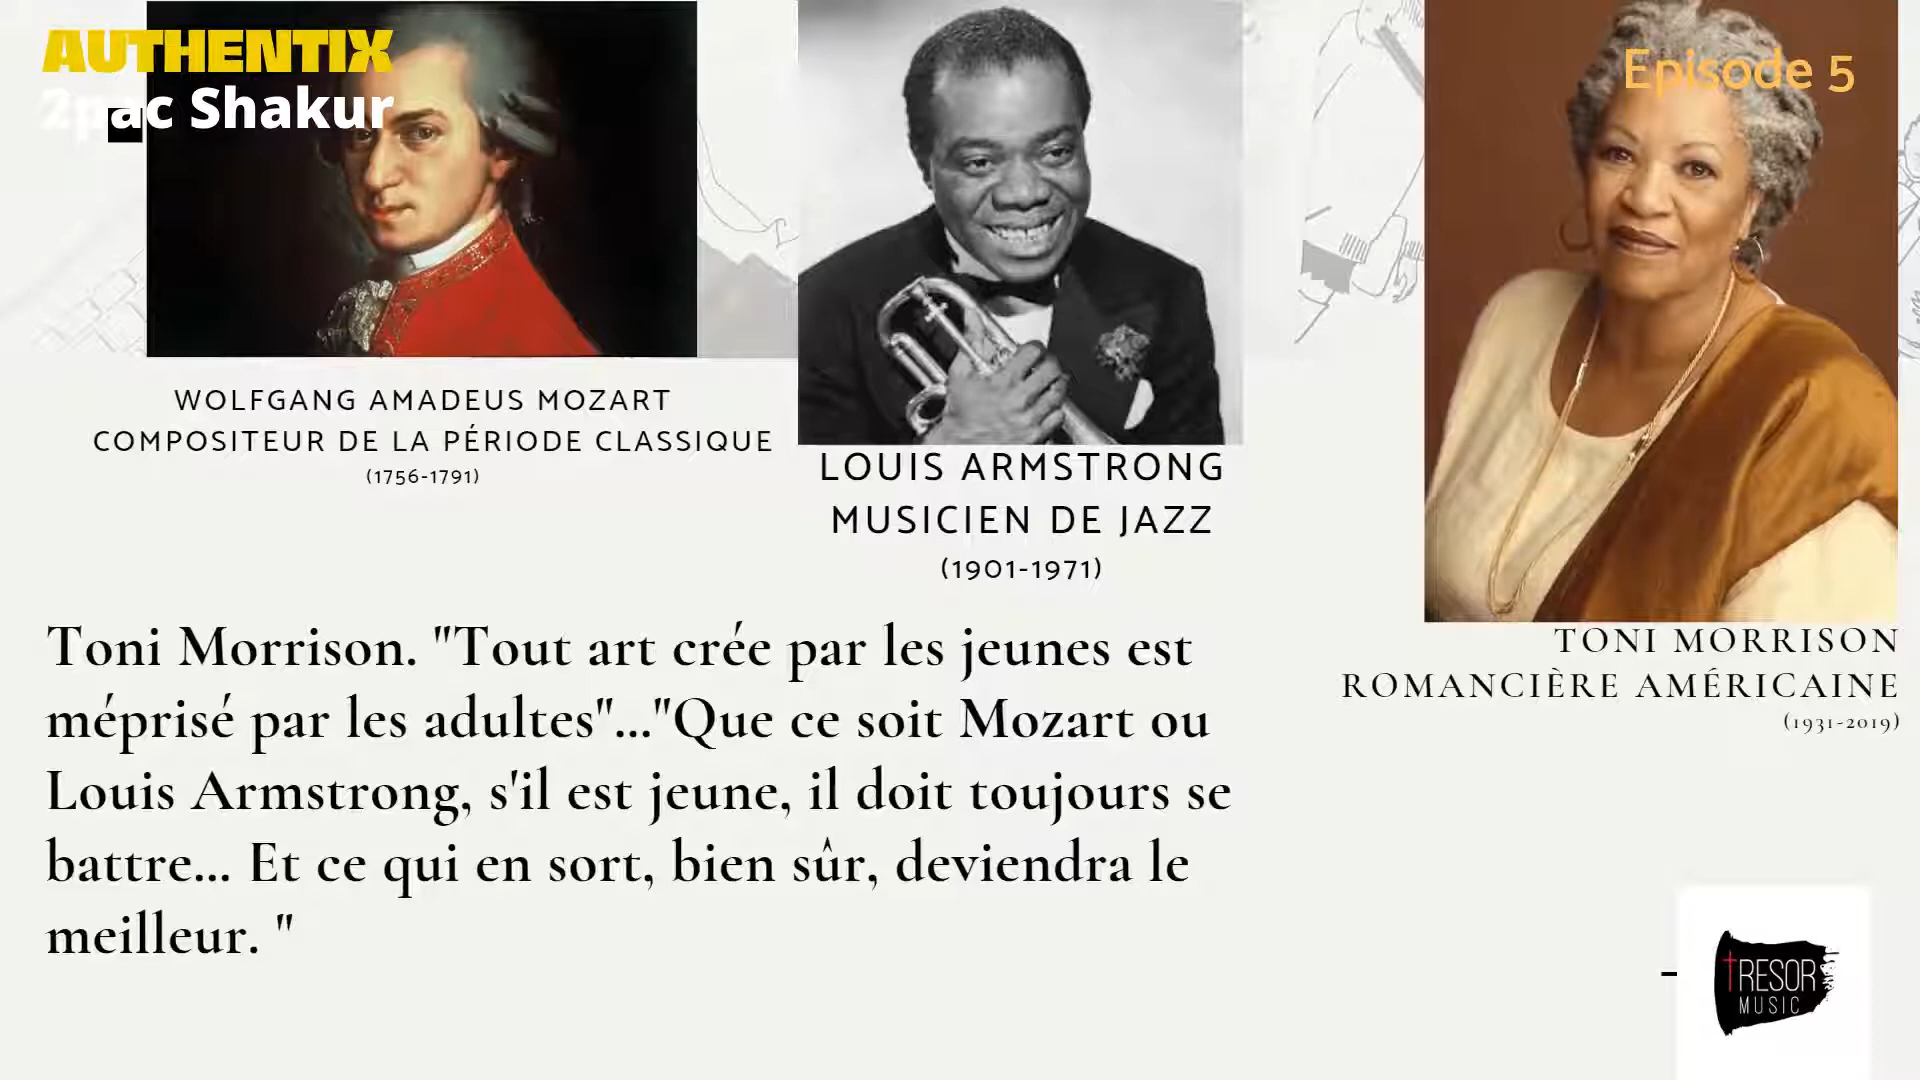 AUTHENTIX
2pac Shakur
Episode 5
WOLFGANG AMADEUS MOZART
COMPOSITEUR DE LA PÉRIODE CLASSIQUE
(1756-1791)
LOUIS ARMSTRONG
MUSICIEN DE JAZZ
(1901-1971)
TONI MORRISON
ROMANCIÈRE AMÉRICAINE
(1931-2019)
Toni Morrison. "Tout art crée par les jeunes est
méprisé par les adultes"..."Que ce soit Mozart ou
Louis Armstrong, s'il est jeune, il doit toujours se
battre... Et ce qui en sort, bien sûr, deviendra le
meilleur. "
TRESOR
MUSIC